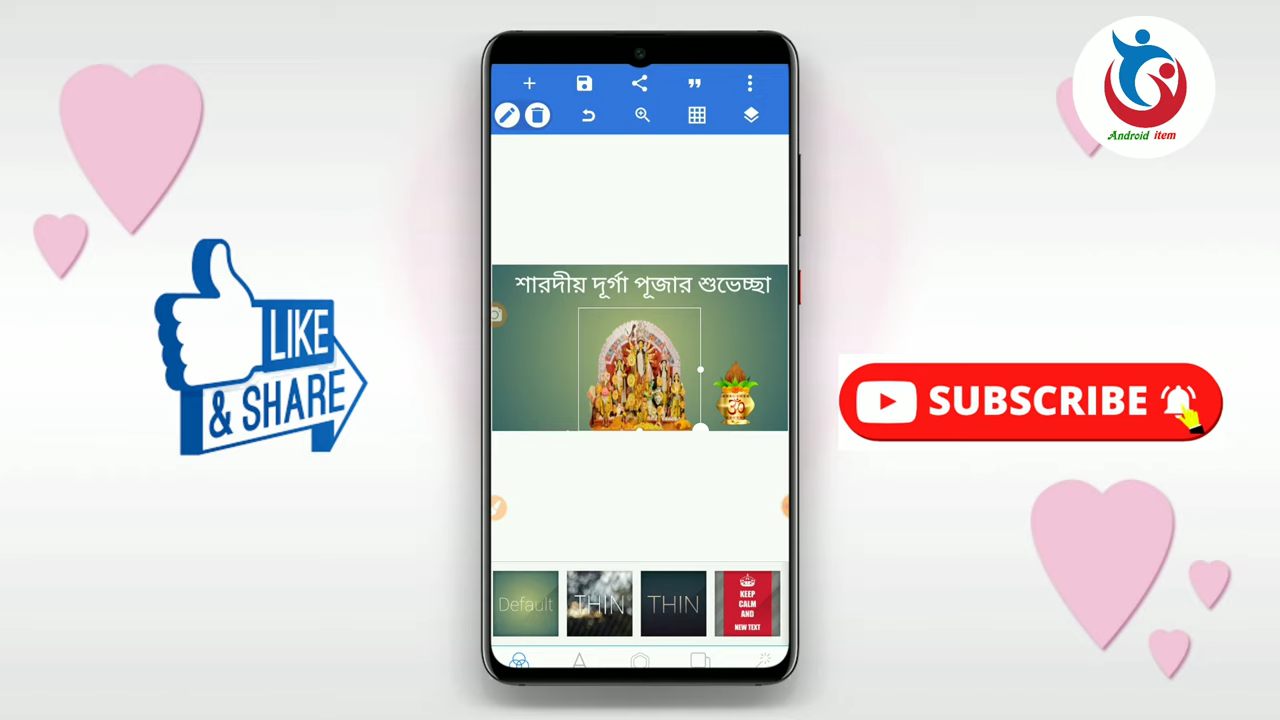 Android item
শারদীয় দূর্গা পূজার শুভেচ্ছা
LIKE
& SHARE
SUBSCRIBE
Default
THIN
THIN
KEEP
CALM
AND
NEW TEXT